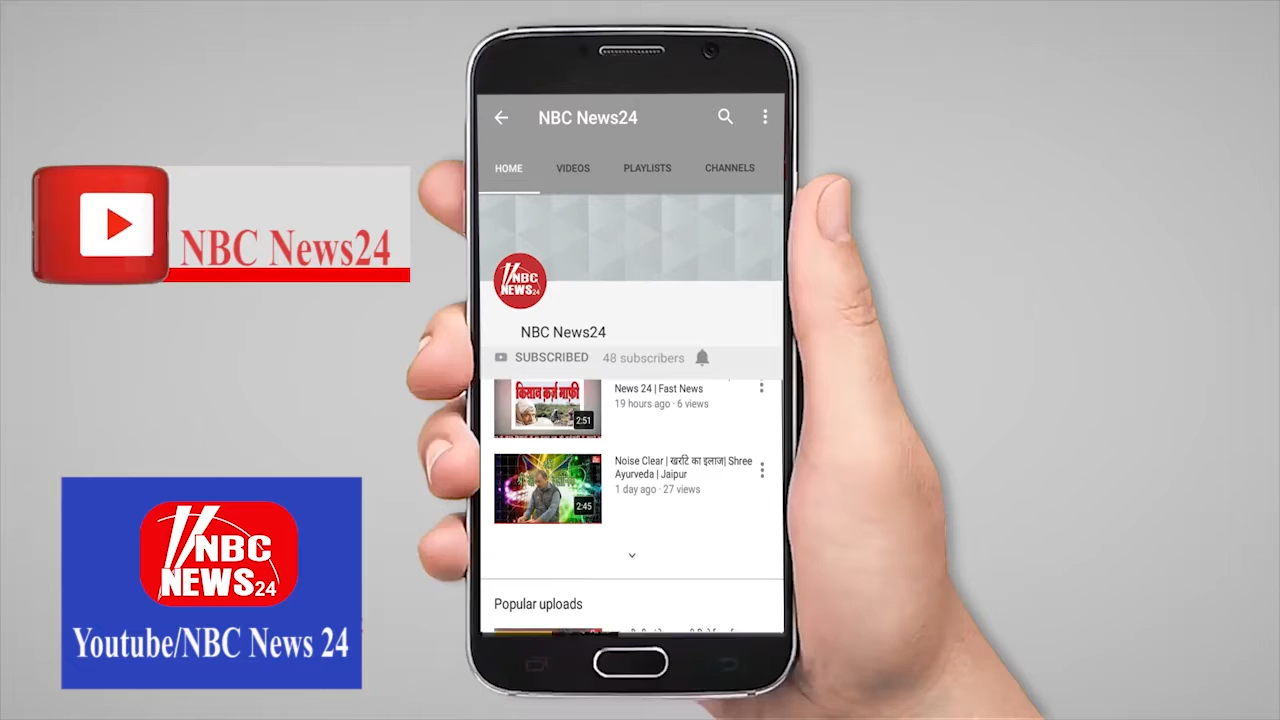 NBC News24
HOME VIDEOS PLAYLISTS CHANNELS
NBC News24
NBC
NEWS24
NBC News24
SUBSCRIBED 48 subscribers
किसान क़र्ज़ माफ़ी
2:51
News 24 | Fast News
19 hours ago · 6 views
Noise Clear | खर्राटे का इलाज| Shree
Ayurveda | Jaipur
1 day ago · 27 views
2:45
NBC
NEWS24
Youtube/NBC News 24
Popular uploads